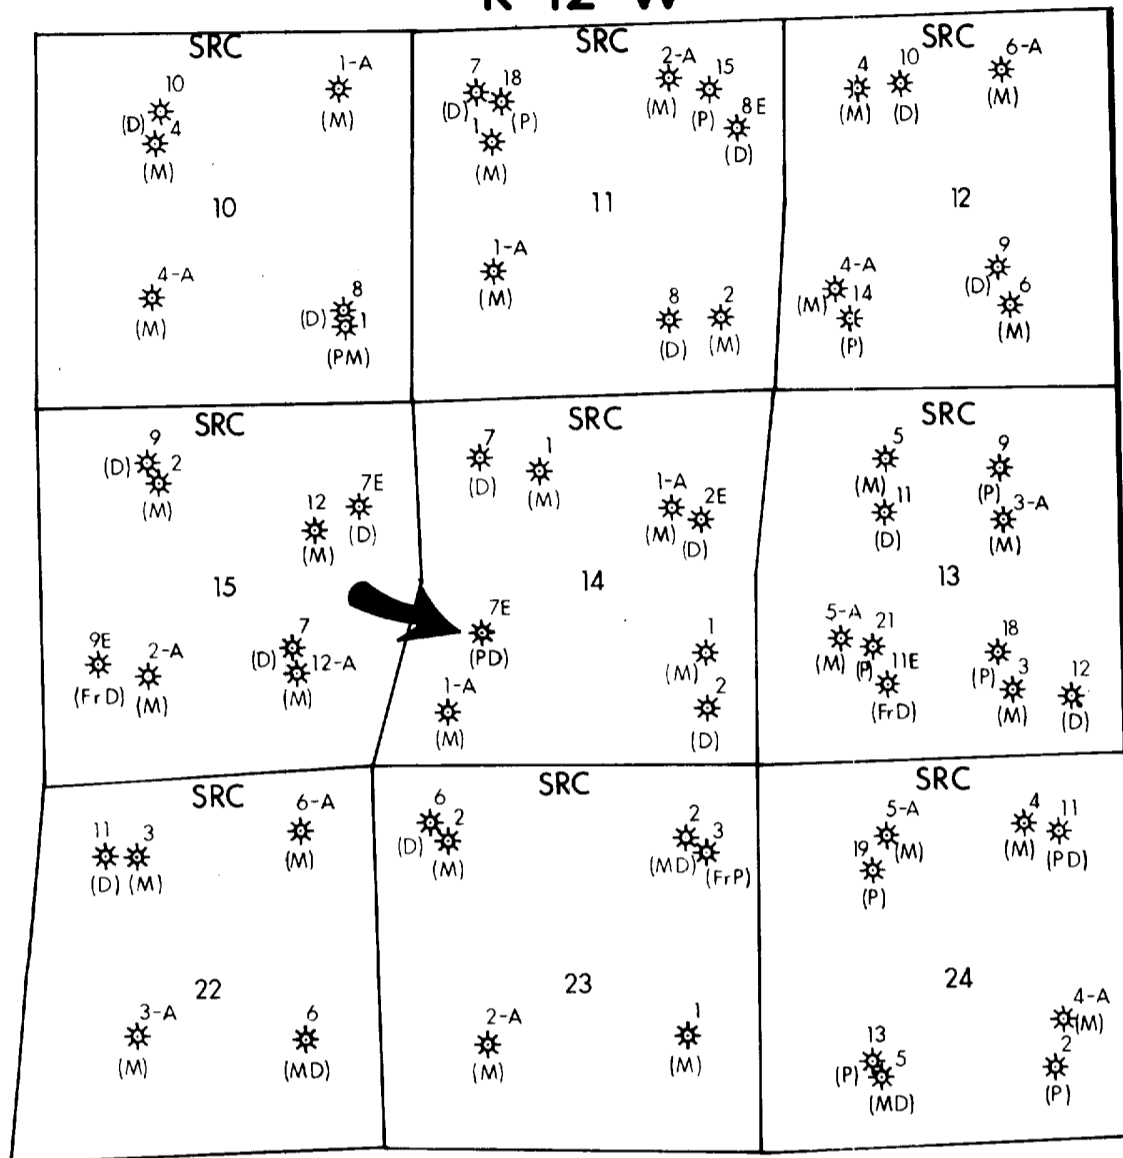 R 12 W
SRC
10
(D)
4
(M)
1-A
(M)
10
4-A
(M)
8
(D)
1
(PM)
SRC
7
(D)
18
(P)
1
(M)
2-A
(M)
15
(P)
8E
(D)
11
1-A
(M)
8
(D)
2
(M)
SRC
4
(M)
10
(D)
6-A
(M)
12
4-A
(M)
14
(P)
9
(D)
6
(M)
SRC
9
(D)
2
(M)
12
(M)
7E
(D)
15
9E
(FrD)
2-A
(M)
7
(D)
12-A
(M)
SRC
7
(D)
1
(M)
1-A
(M)
2E
(D)
14
7E
(PD)
1-A
(M)
1
(M)
2
(D)
SRC
5
(M)
11
(D)
9
(P)
3-A
(M)
13
5-A
(M)
21
(P)
11E
(FrD)
18
(P)
3
(M)
12
(D)
SRC
11
(D)
3
(M)
6-A
(M)
22
3-A
(M)
6
(MD)
SRC
6
(D)
2
(M)
2
(MD)
3
(FrP)
23
2-A
(M)
1
(M)
SRC
5-A
(M)
19
(P)
4
(M)
11
(PD)
24
13
(P)
5
(MD)
4-A
(M)
2
(P)